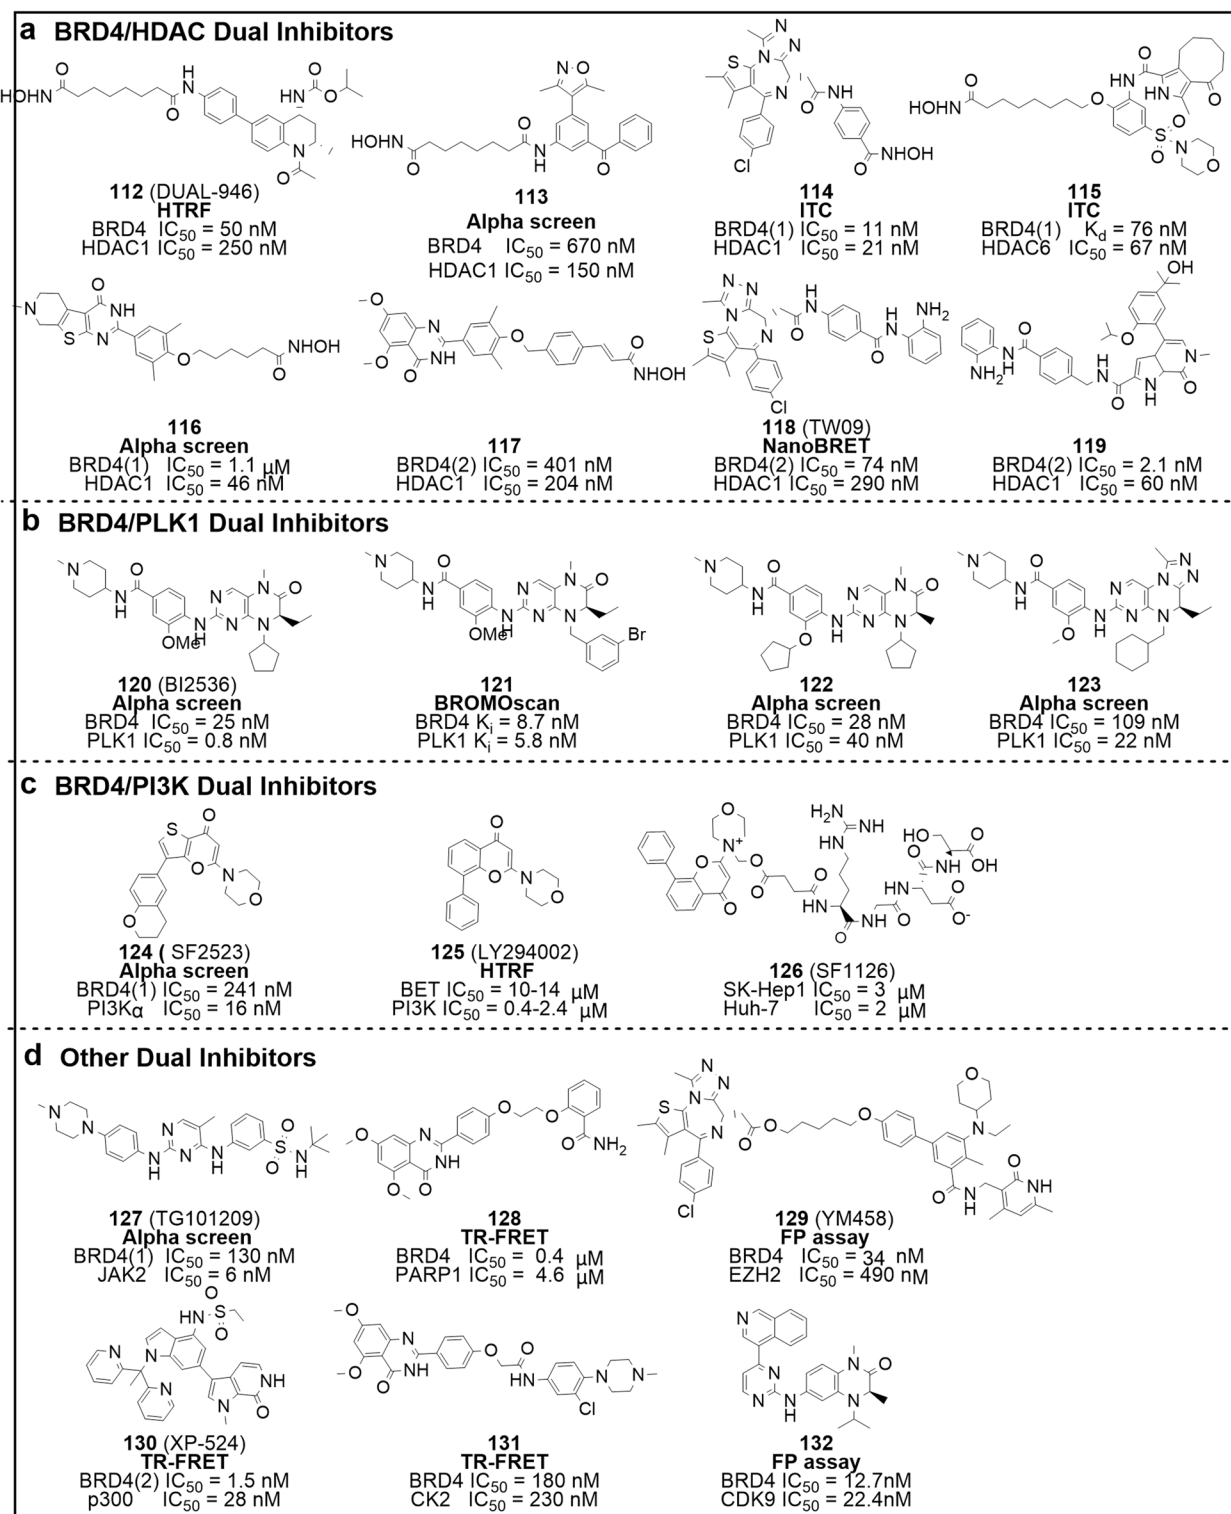 a BRD4/HDAC Dual Inhibitors
112 (DUAL-946)
HTRF
BRD4 IC50 = 50 nM
HDAC1 IC50 = 250 nM
113
Alpha screen
BRD4 IC50 = 670 nM
HDAC1 IC50 = 150 nM
114
ITC
BRD4(1) IC50 = 11 nM
HDAC1 IC50 = 21 nM
115
ITC
BRD4(1) Kd = 76 nM
HDAC6 IC50 = 67 nM
116
Alpha screen
BRD4(1) IC50 = 1.1 μM
HDAC1 IC50 = 46 nM
117
BRD4(2) IC50 = 401 nM
HDAC1 IC50 = 204 nM
118 (TW09)
NanoBRET
BRD4(2) IC50 = 74 nM
HDAC1 IC50 = 290 nM
119
BRD4(2) IC50 = 2.1 nM
HDAC1 IC50 = 60 nM
b BRD4/PLK1 Dual Inhibitors
120 (BI2536)
Alpha screen
BRD4 IC50 = 25 nM
PLK1 IC50 = 0.8 nM
121
BROMOscan
BRD4 Ki = 8.7 nM
PLK1 Ki = 5.8 nM
122
Alpha screen
BRD4 IC50 = 28 nM
PLK1 IC50 = 40 nM
123
Alpha screen
BRD4 IC50 = 109 nM
PLK1 IC50 = 22 nM
c BRD4/PI3K Dual Inhibitors
124 ( SF2523)
Alpha screen
BRD4(1) IC50 = 241 nM
PI3Kα IC50 = 16 nM
125 (LY294002)
HTRF
BET IC50 = 10-14 μM
PI3K IC50 = 0.4-2.4 μM
126 (SF1126)
SK-Hep1 IC50 = 3 μM
Huh-7 IC50 = 2 μM
d Other Dual Inhibitors
127 (TG101209)
Alpha screen
BRD4(1) IC50 = 130 nM
JAK2 IC50 = 6 nM
128
TR-FRET
BRD4 IC50 = 0.4 μM
PARP1 IC50 = 4.6 μM
129 (YM458)
FP assay
BRD4 IC50 = 34 nM
EZH2 IC50 = 490 nM
130 (XP-524)
TR-FRET
BRD4(2) IC50 = 1.5 nM
p300 IC50 = 28 nM
131
TR-FRET
BRD4 IC50 = 180 nM
CK2 IC50 = 230 nM
132
FP assay
BRD4 IC50 = 12.7nM
CDK9 IC50 = 22.4nM